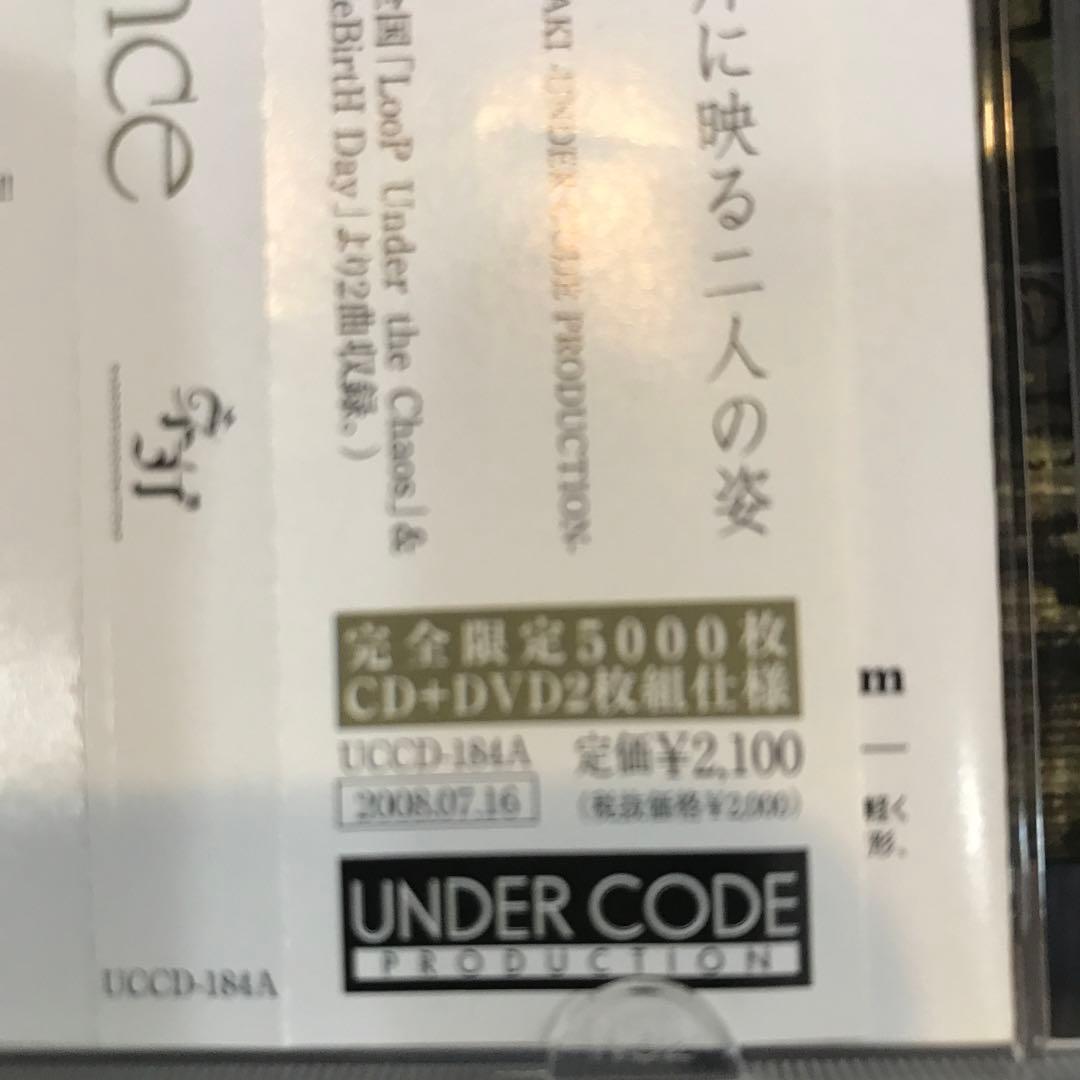 に映る二人の姿
AKI -UNDER CODE PRODUCTION-
国「LooP Under the Chaos」&
eBirtH Day」より2曲収録。)
nce
完全限定5000枚
CD+DVD2枚組仕様
UCCD-184A 定価¥2,100
2008.07.16 (税抜価格¥2,000)
UNDER CODE
PRODUCTION
UCCD-184A
m
軽く
形、